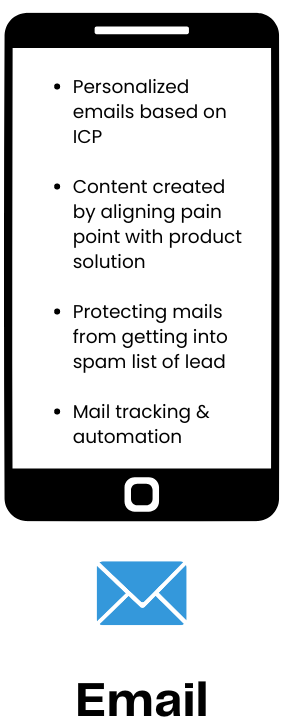 • Personalized
emails based on
ICP
• Content created
by aligning pain
point with product
solution
• Protecting mails
from getting into
spam list of lead
• Mail tracking &
automation
Email